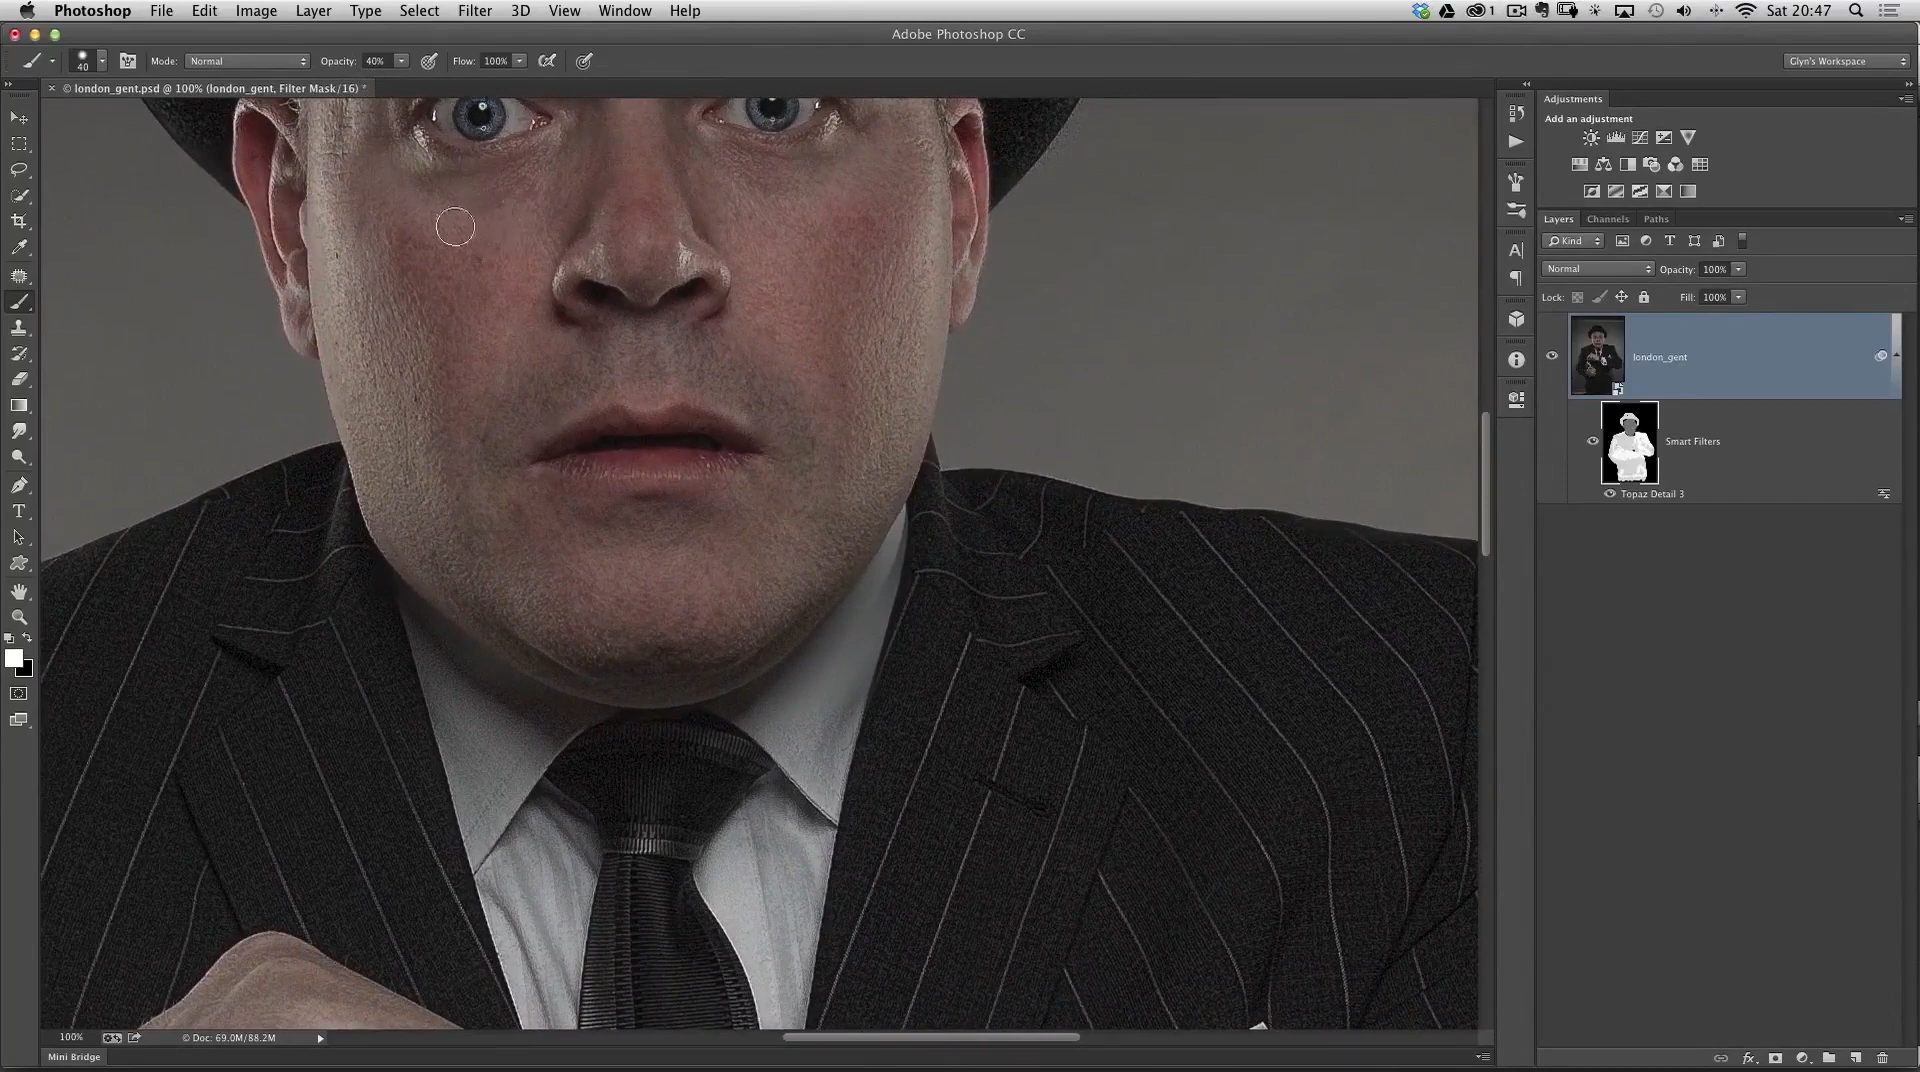 Photoshop File Edit Image Layer Type Select Filter 3D View Window Help 1 Sat 20:47
Adobe Photoshop CC
40 Mode: Normal Opacity: 40% Flow: 100% Glyn's Workspace
© london_gent.psd @ 100% (london_gent, Filter Mask/16) *
Adjustments
Add an adjustment
Layers Channels Paths
Kind
Normal Opacity: 100%
Lock: Fill: 100%
london_gent
Smart Filters
Topaz Detail 3
100% © Doc: 69.0M/88.2M
Mini Bridge